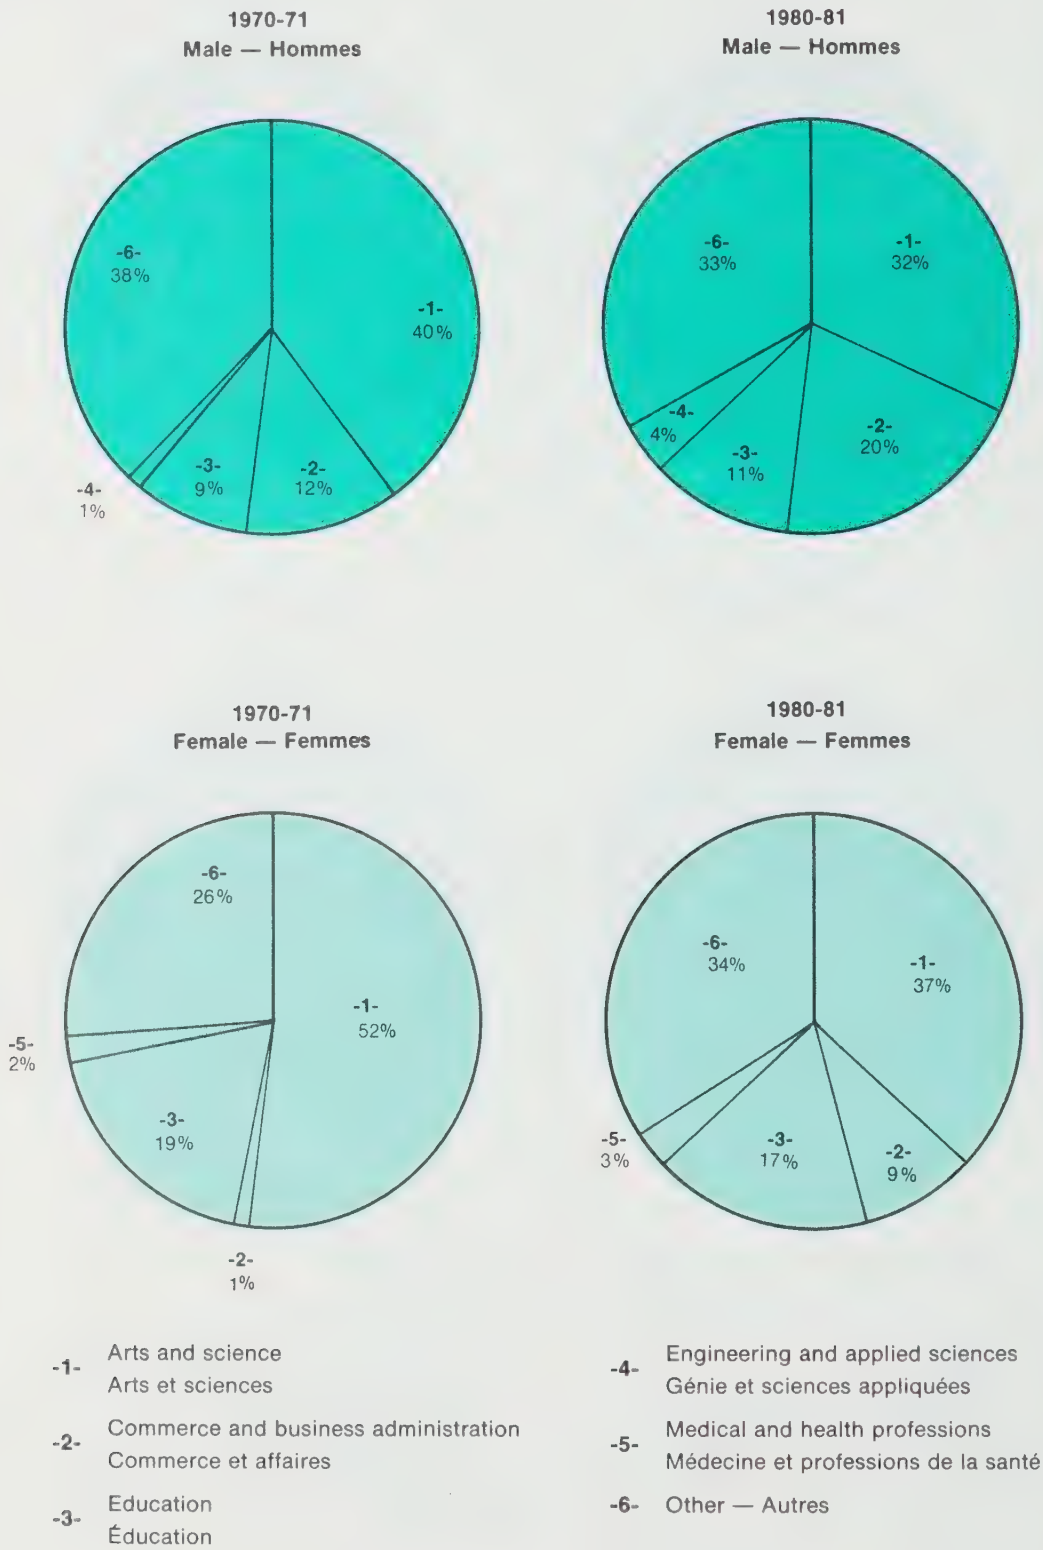 1970-71
Male — Hommes
-6-
38%
-1-
40%
-2-
12%
-3-
9%
-4-
1%
1980-81
Male — Hommes
-6-
33%
-1-
32%
-2-
20%
-3-
11%
-4-
4%
1970-71
Female — Femmes
-6-
26%
-1-
52%
-5-
2%
-3-
19%
-2-
1%
1980-81
Female — Femmes
-6-
34%
-1-
37%
-5-
3%
-3-
17%
-2-
9%
-1- Arts and science
Arts et sciences
-2- Commerce and business administration
Commerce et affaires
-3- Education
Éducation
-4- Engineering and applied sciences
Génie et sciences appliquées
-5- Medical and health professions
Médecine et professions de la santé
-6- Other — Autres